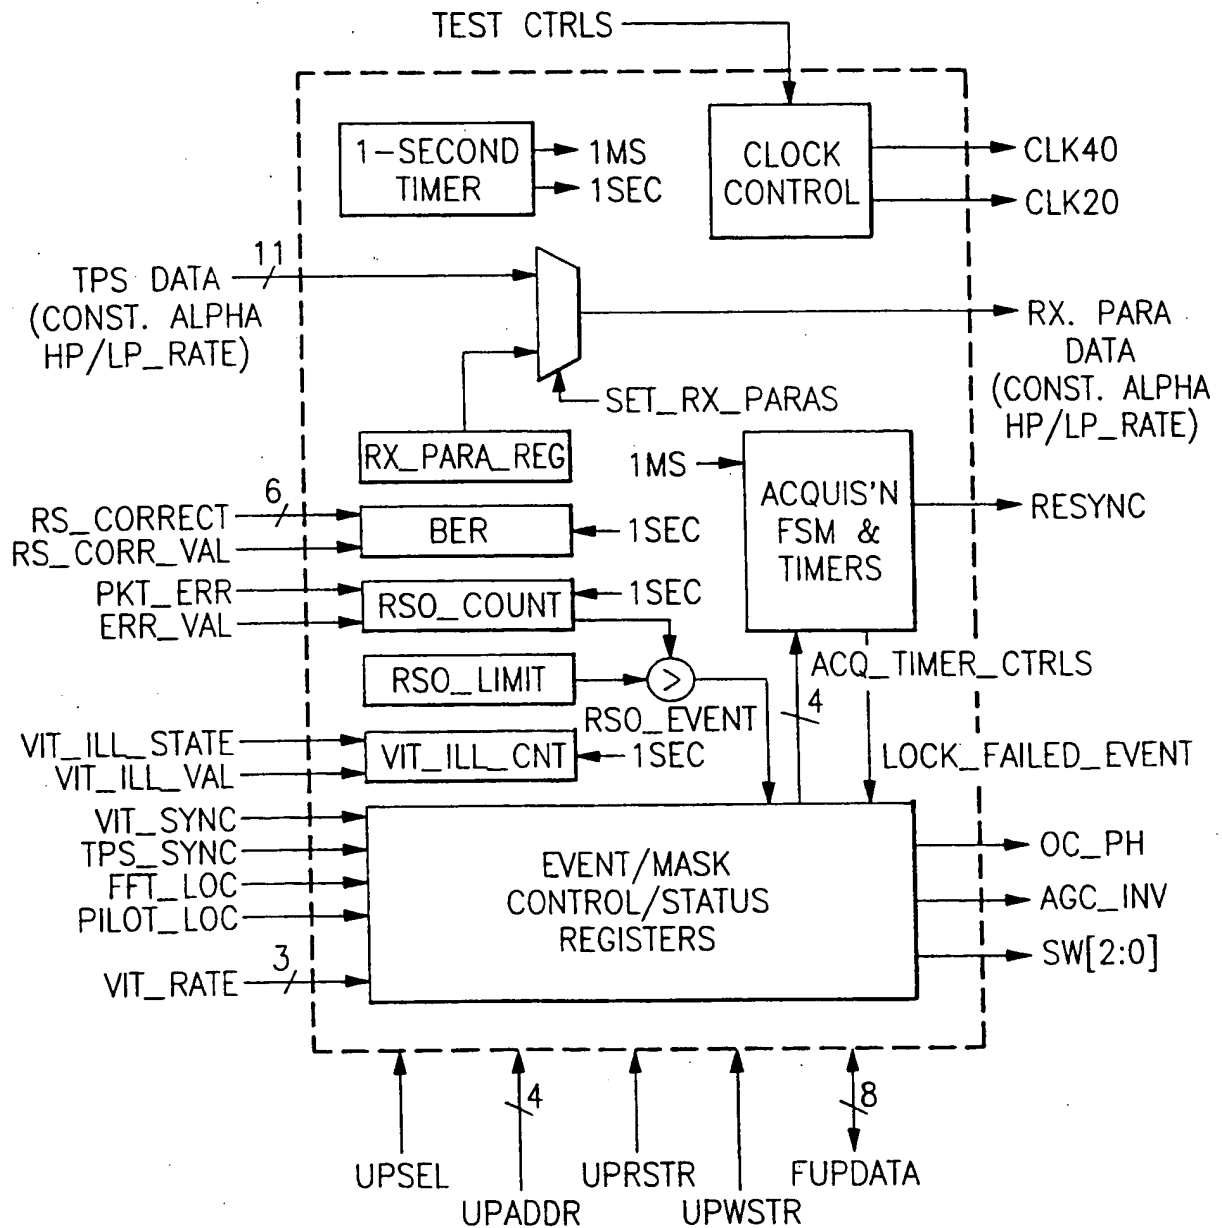 TEST CTRLS
1-SECOND
TIMER
1MS
1SEC
CLOCK
CONTROL
CLK40
CLK20
11
TPS DATA
(CONST. ALPHA
HP/LP_RATE)
RX. PARA
DATA
(CONST. ALPHA
HP/LP_RATE)
SET_RX_PARAS
RX_PARA_REG
1MS
ACQUIS'N
FSM &
TIMERS
RESYNC
6
RS_CORRECT
RS_CORR_VAL
BER
1SEC
PKT_ERR
ERR_VAL
RSO_COUNT
1SEC
RSO_LIMIT
>
RSO_EVENT
ACQ_TIMER_CTRLS
4
LOCK_FAILED_EVENT
VIT_ILL_STATE
VIT_ILL_VAL
VIT_ILL_CNT
1SEC
VIT_SYNC
TPS_SYNC
FFT_LOC
PILOT_LOC
VIT_RATE
3
EVENT/MASK
CONTROL/STATUS
REGISTERS
OC_PH
AGC_INV
SW[2:0]
4
8
UPSEL
UPADDR
UPRSTR
UPWSTR
FUPDATA